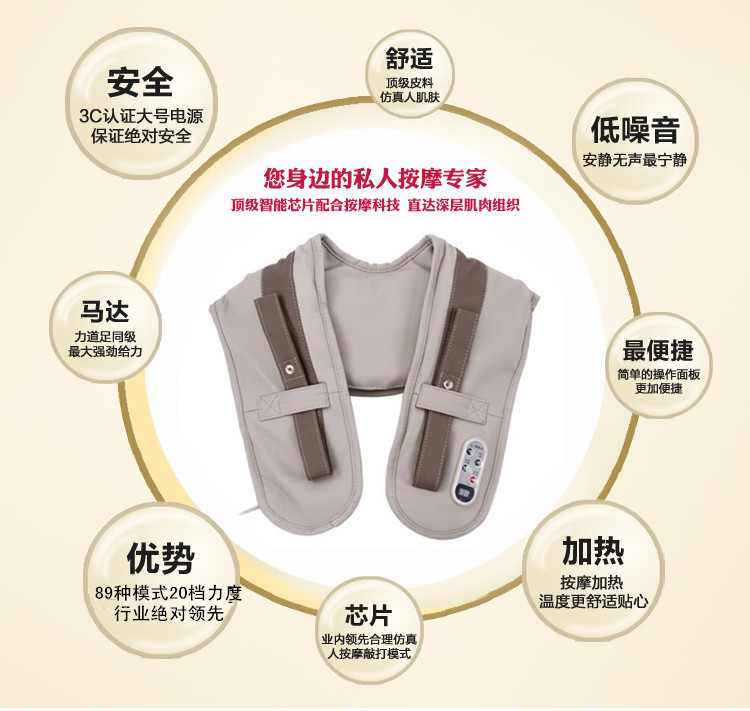 安全
3C认证大号电源
保证绝对安全
舒适
顶级皮料
仿真人肌肤
低噪音
安静无声最宁静
您身边的私人按摩专家
顶级智能芯片配合按摩科技 直达深层肌肉组织
马达
力道足同级
最大强劲给力
最便捷
简单的操作面板
更加便捷
优势
89种模式20档力度
行业绝对领先
芯片
业内领先合理仿真
人按摩敲打模式
加热
按摩加热
温度更舒适贴心